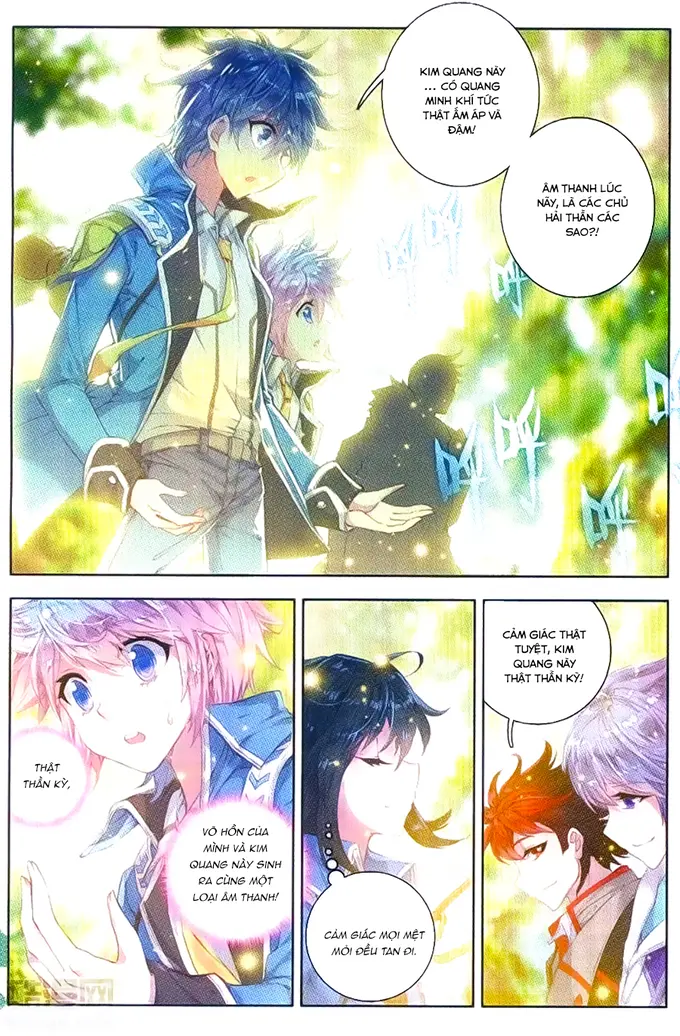 KIM QUANG NÀY
... CÓ QUANG
MINH KHÍ TỨC
THẬT ẤM ÁP VÀ
ĐẬM!
ÂM THANH LÚC
NÃY, LÀ CÁC CHỦ
HẢI THẦN CÁC
SAO?!
THẬT
THẦN KỲ,
VÕ HỒN CỦA
MÌNH VÀ KIM
QUANG NÀY SINH
RA CÙNG MỘT
LOẠI ÂM THANH!
CẢM GIÁC MỌI MỆT
MỎI ĐỀU TAN ĐI.
CẢM GIÁC THẬT
TUYỆT, KIM
QUANG NÀY
THẬT THẦN KỲ!